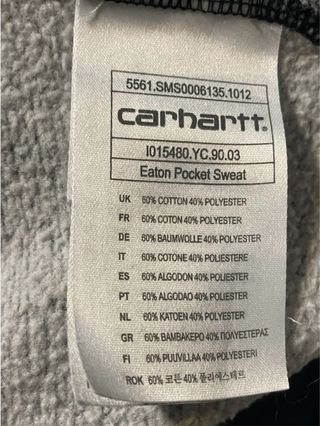 5561.SMS0006135.1012
carhartt.
I015480.YC.90.03
Eaton Pocket Sweat
UK 60% COTTON 40% POLYESTER
FR 60% COTON 40% POLYESTER
DE 60% BAUMWOLLE 40% POLYESTER
IT 60% COTONE 40% POLIESTERE
ES 60% ALGODON 40% POLYESTER
PT 60% ALGODAO 40% POLYESTER
NL 60% KATOEN 40% POLYESTER
GR 60% ΒΑΜΒΑΚΕΡΟ 40% ΠΟΛΥΕΣΤΕΡΑΣ
FI 60% PUUVILLAA 40% POLYESTERI
ROK 60% 코튼 40% 폴리에스테트